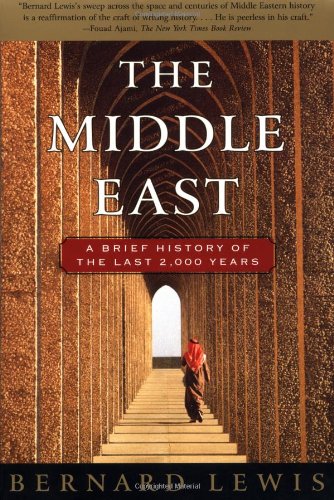 "Bernard Lewis's sweep across the space and centuries of Middle Eastern history
is a reaffirmation of the craft of writing history. . . . He is peerless in his craft."
—Fouad Ajami, The New York Times Book Review
THE
MIDDLE
EAST
A BRIEF HISTORY OF
THE LAST 2,000 YEARS
BERNARD LEWIS
Copyrighted Material